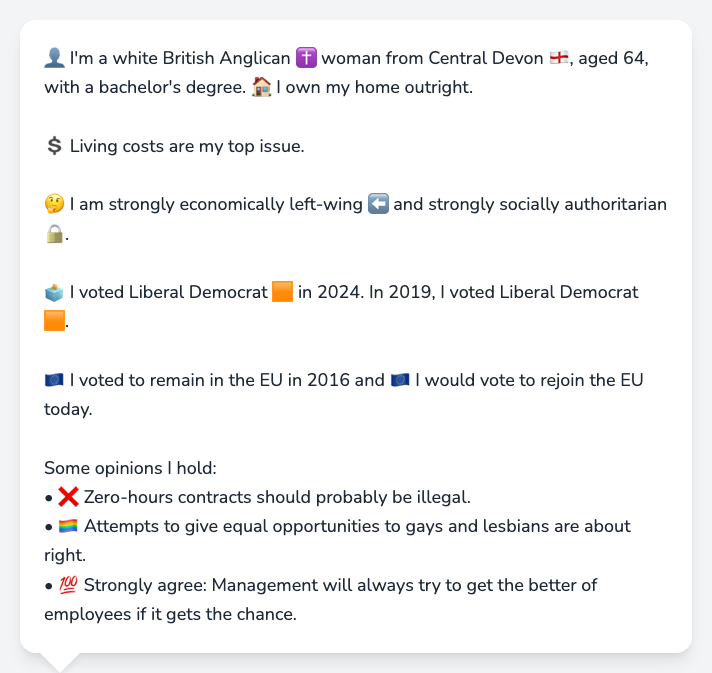 👤 I'm a white British Anglican ✝️ woman from Central Devon 🏴󠁧󠁢󠁥󠁮󠁧󠁿, aged 64,
with a bachelor's degree. 🏠 I own my home outright.
💲 Living costs are my top issue.
🤔 I am strongly economically left-wing ⬅️ and strongly socially authoritarian
🔒.
🗳️ I voted Liberal Democrat 🟧 in 2024. In 2019, I voted Liberal Democrat
🟧.
🇪🇺 I voted to remain in the EU in 2016 and 🇪🇺 I would vote to rejoin the EU
today.
Some opinions I hold:
• ❌ Zero-hours contracts should probably be illegal.
• 🏳️‍🌈 Attempts to give equal opportunities to gays and lesbians are about
right.
• 💯 Strongly agree: Management will always try to get the better of
employees if it gets the chance.